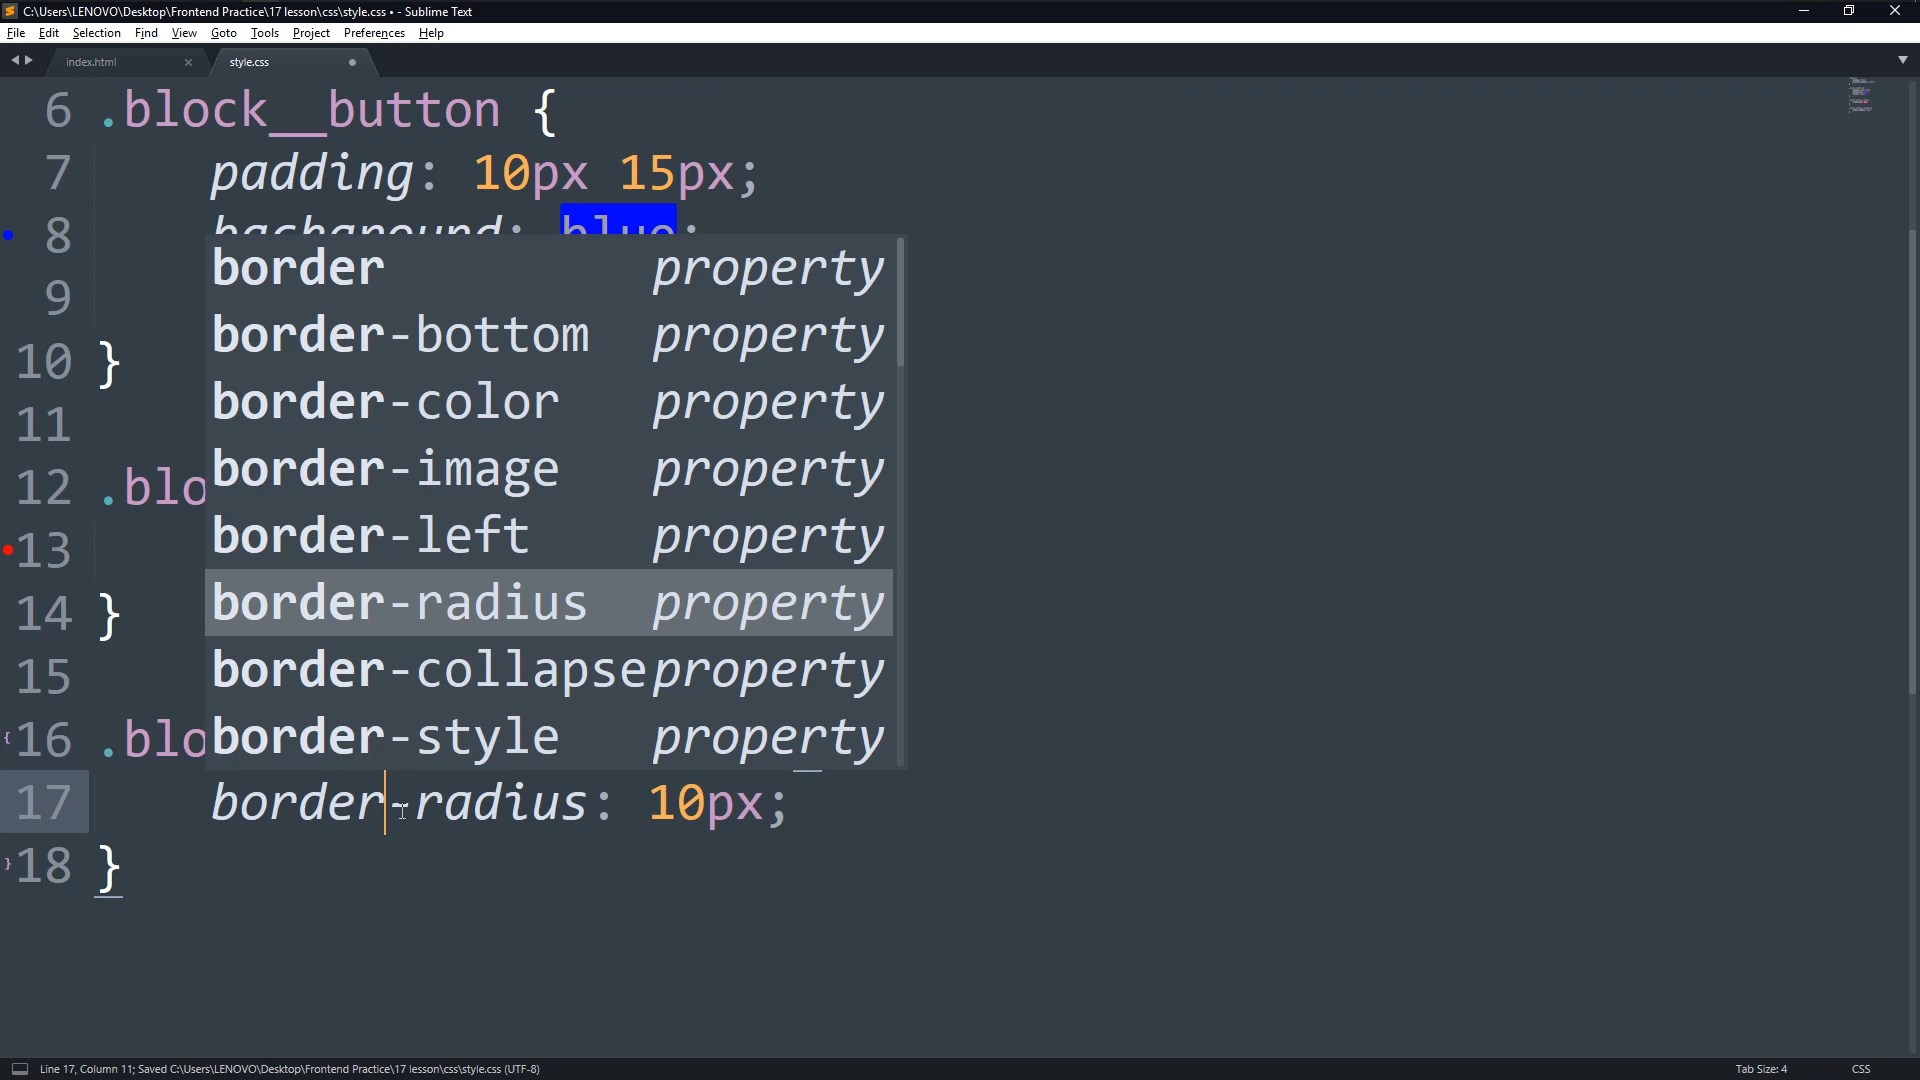 C:\Users\LENOVO\Desktop\Frontend Practice\17 lesson\css\style.css • - Sublime Text
File Edit Selection Find View Goto Tools Project Preferences Help
index.html × style.css
6 .block__button {
7 padding: 10px 15px;
8 background: blue;
9
10 }
11
12 .blo
13
14 }
15
16 .blo
border property
border-bottom property
border-color property
border-image property
border-left property
border-radius property
border-collapse property
border-style property
17 border-radius: 10px;
18 }
Line 17, Column 11; Saved C:\Users\LENOVO\Desktop\Frontend Practice\17 lesson\css\style.css (UTF-8)
Tab Size: 4 CSS